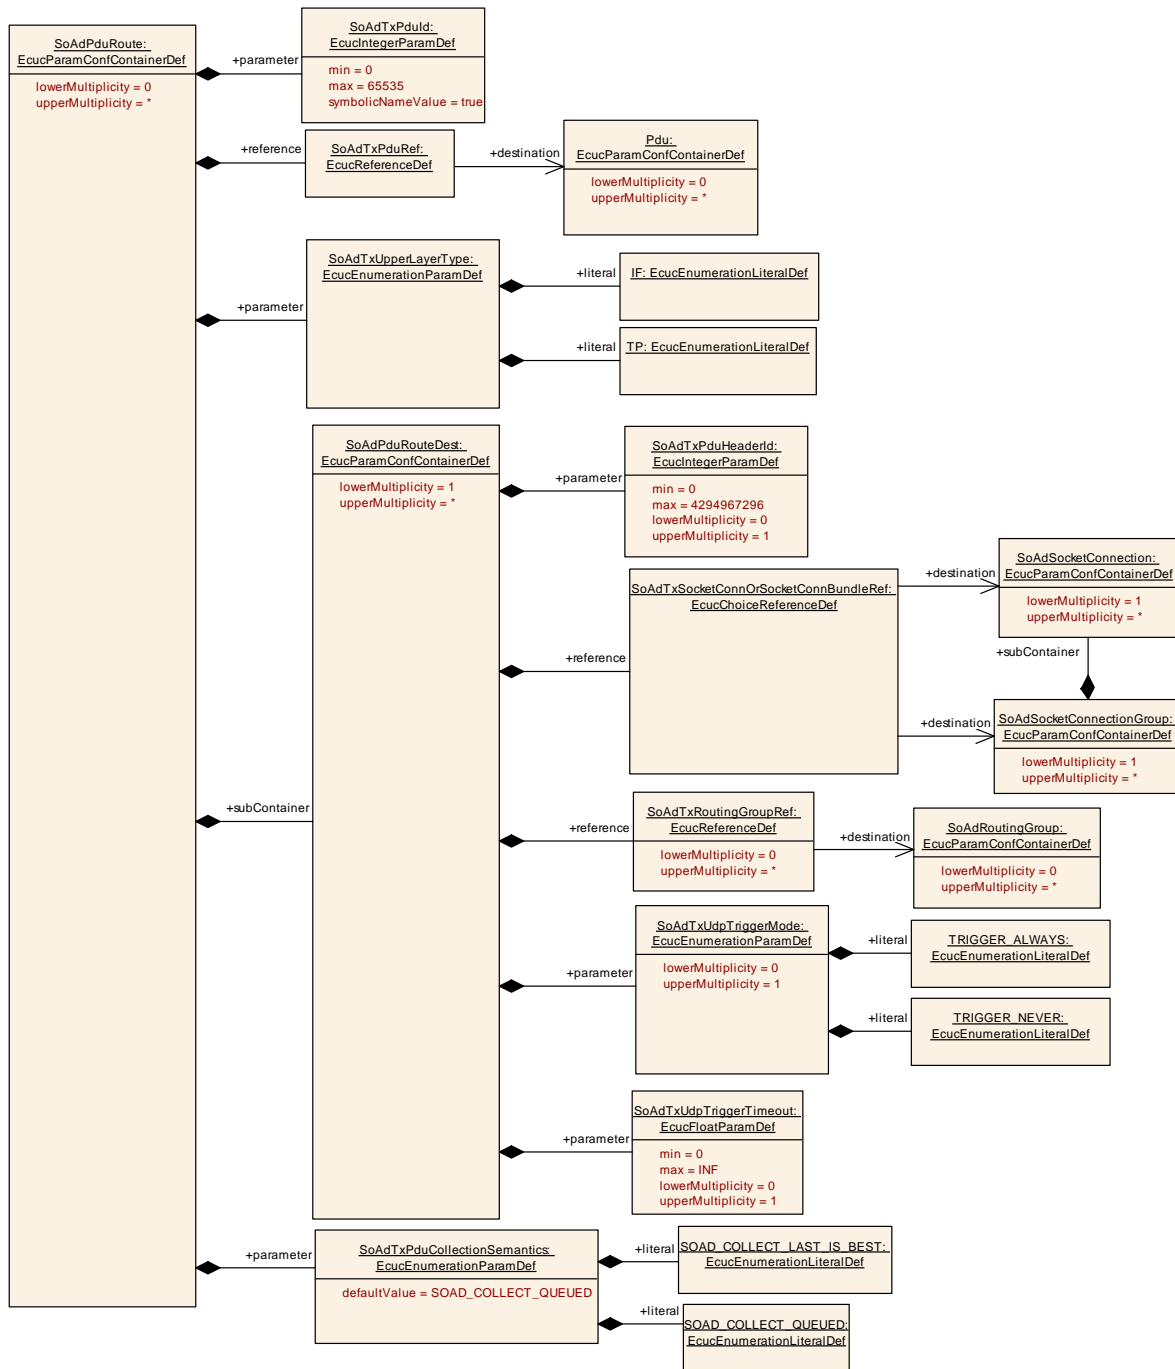 SoAdPduRoute:
EcucParamConfContainerDef
lowerMultiplicity = 0
upperMultiplicity = *
+parameter
SoAdTxPduId:
EcucIntegerParamDef
min = 0
max = 65535
symbolicNameValue = true
+reference
SoAdTxPduRef:
EcucReferenceDef
+destination
Pdu:
EcucParamConfContainerDef
lowerMultiplicity = 0
upperMultiplicity = *
+parameter
SoAdTxUpperLayerType:
EcucEnumerationParamDef
+literal
IF: EcucEnumerationLiteralDef
+literal
TP: EcucEnumerationLiteralDef
+subContainer
SoAdPduRouteDest:
EcucParamConfContainerDef
lowerMultiplicity = 1
upperMultiplicity = *
+parameter
SoAdTxPduHeaderId:
EcucIntegerParamDef
min = 0
max = 4294967296
lowerMultiplicity = 0
upperMultiplicity = 1
+reference
SoAdTxSocketConnOrSocketConnBundleRef:
EcucChoiceReferenceDef
+destination
SoAdSocketConnection:
EcucParamConfContainerDef
lowerMultiplicity = 1
upperMultiplicity = *
+subContainer
+destination
SoAdSocketConnectionGroup:
EcucParamConfContainerDef
lowerMultiplicity = 1
upperMultiplicity = *
+reference
SoAdTxRoutingGroupRef:
EcucReferenceDef
lowerMultiplicity = 0
upperMultiplicity = *
+destination
SoAdRoutingGroup:
EcucParamConfContainerDef
lowerMultiplicity = 0
upperMultiplicity = *
+parameter
SoAdTxUdpTriggerMode:
EcucEnumerationParamDef
lowerMultiplicity = 0
upperMultiplicity = 1
+literal
TRIGGER_ALWAYS:
EcucEnumerationLiteralDef
+literal
TRIGGER_NEVER:
EcucEnumerationLiteralDef
+parameter
SoAdTxUdpTriggerTimeout:
EcucFloatParamDef
min = 0
max = INF
lowerMultiplicity = 0
upperMultiplicity = 1
+parameter
SoAdTxPduCollectionSemantics:
EcucEnumerationParamDef
defaultValue = SOAD_COLLECT_QUEUED
+literal
SOAD_COLLECT_LAST_IS_BEST:
EcucEnumerationLiteralDef
+literal
SOAD_COLLECT_QUEUED:
EcucEnumerationLiteralDef